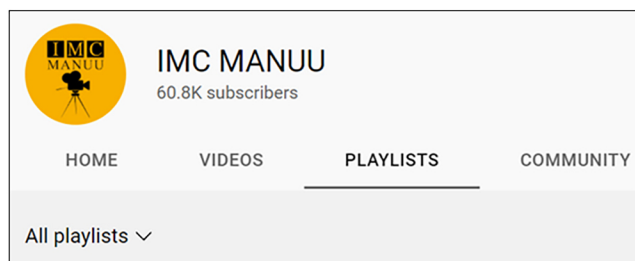 IMC
MANUU
IMC MANUU
60.8K subscribers
HOME VIDEOS PLAYLISTS COMMUNITY
All playlists